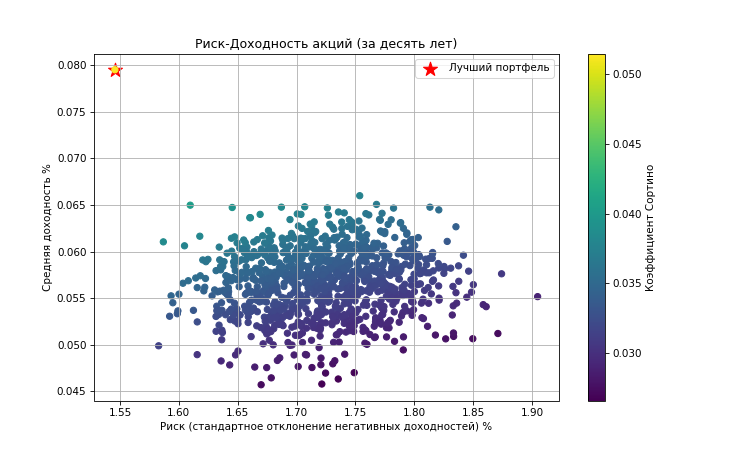 Риск-Доходность акций (за десять лет)
Лучший портфель
Средняя доходность %
0.080
0.075
0.070
0.065
0.060
0.055
0.050
0.045
1.55 1.60 1.65 1.70 1.75 1.80 1.85 1.90
Риск (стандартное отклонение негативных доходностей) %
0.050
0.045
0.040
0.035
0.030
Коэффициент Сортино